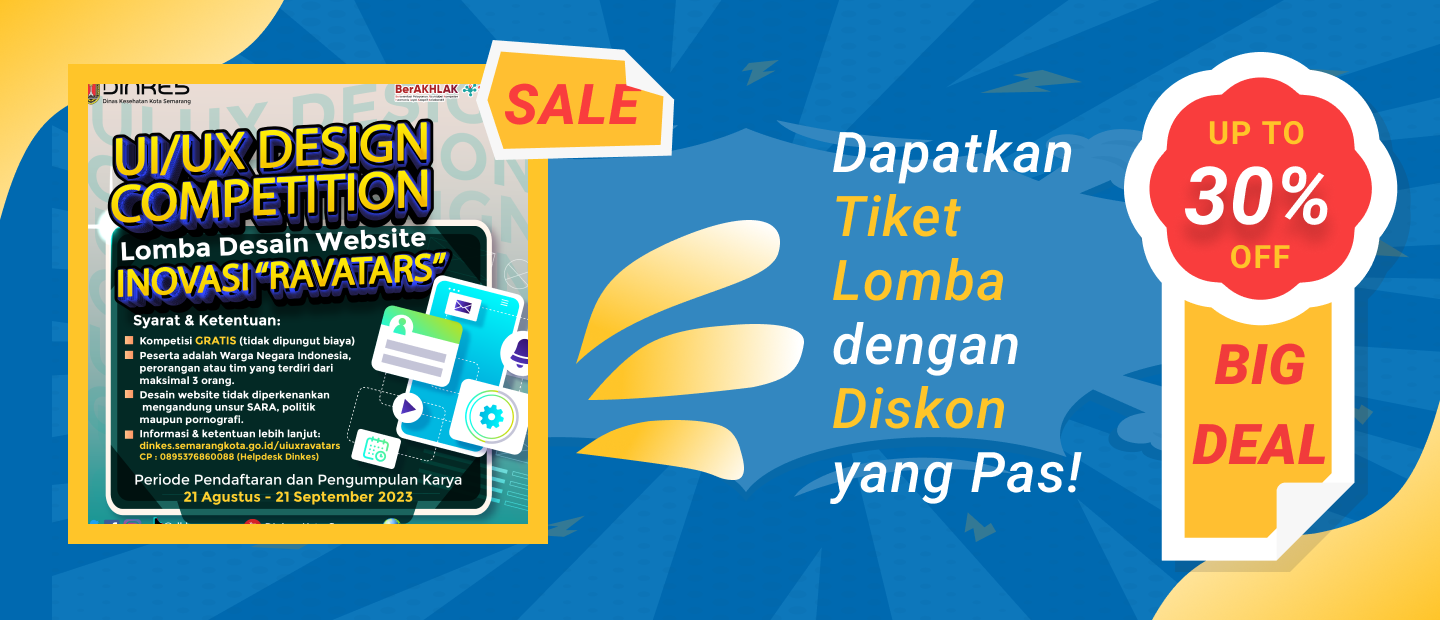 DINKES
Dinas Kesehatan Kota Semarang
BerAKHLAK
UI/UX DESIGN
COMPETITION
Lomba Desain Website
INOVASI “RAVATARS”
Syarat & Ketentuan:
Kompetisi GRATIS (tidak dipungut biaya)
Peserta adalah Warga Negara Indonesia,
perorangan atau tim yang terdiri dari
maksimal 3 orang.
Desain website tidak diperkenankan
mengandung unsur SARA, politik
maupun pornografi.
Informasi & ketentuan lebih lanjut:
dinkes.semarangkota.go.id/uiuxravatars
CP : 0895376860088 (Helpdesk Dinkes)
Periode Pendaftaran dan Pengumpulan Karya
21 Agustus - 21 September 2023
SALE
Dapatkan
Tiket
Lomba
dengan
Diskon
yang Pas!
UP TO
30%
OFF
BIG
DEAL